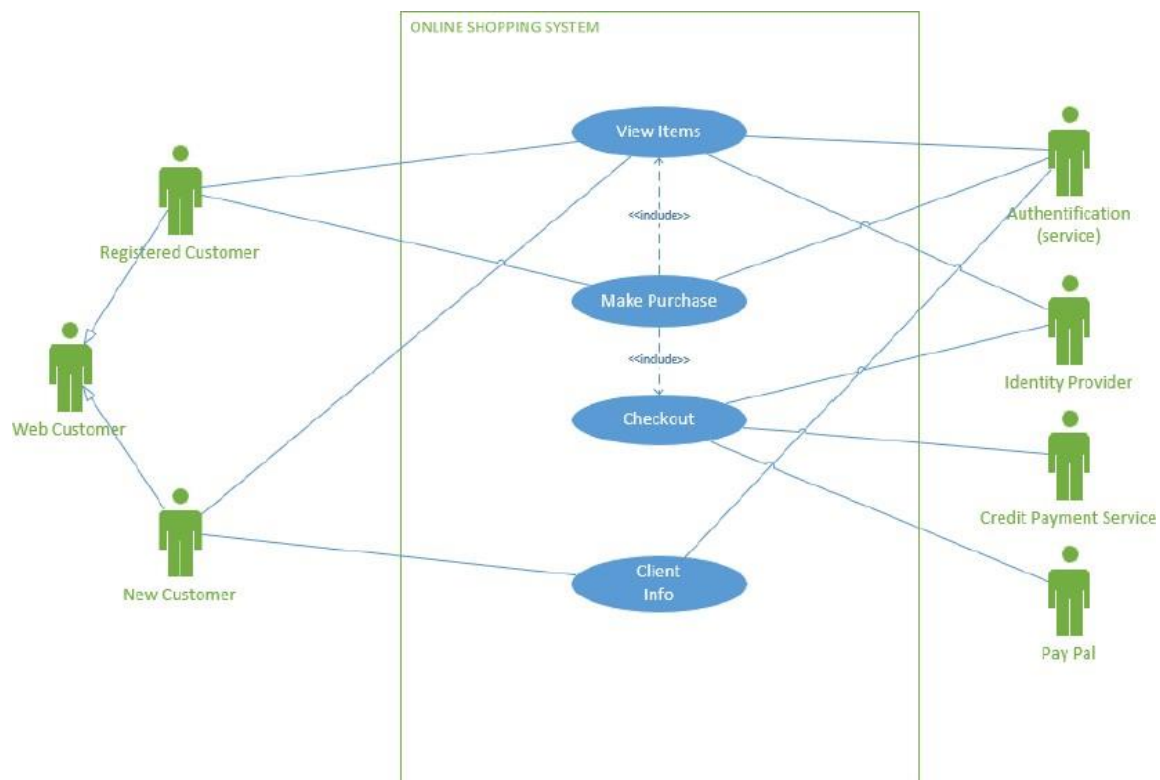 ONLINE SHOPPING SYSTEM
View Items
<<include>>
Registered Customer
Authentification
(service)
Make Purchase
<<include>>
Identity Provider
Web Customer
Checkout
Credit Payment Service
New Customer
Client
Info
Pay Pal